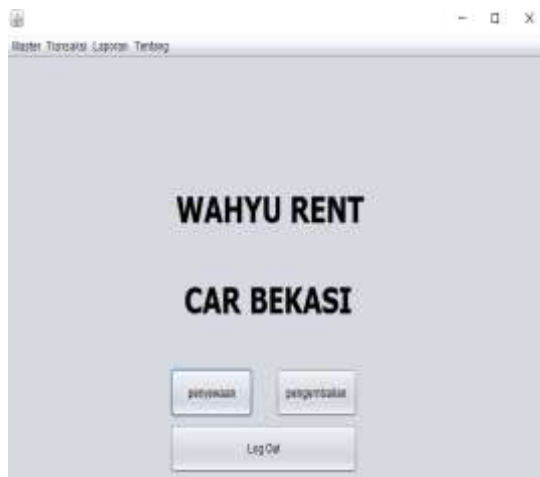 Master Transaksi Laporan Tentang
WAHYU RENT
CAR BEKASI
penyewaan pengembalian
Log Out